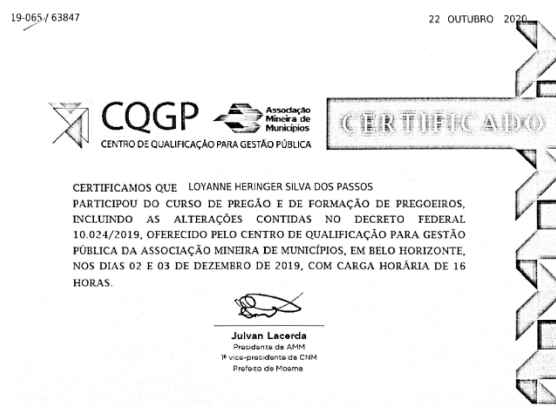 19-065 / 63847
22 OUTUBRO 2020
CQGP
CENTRO DE QUALIFICAÇÃO PARA GESTÃO PÚBLICA
Associação
Mineira de
Municípios
CERTIFICADO
CERTIFICAMOS QUE LOYANNE HERINGER SILVA DOS PASSOS
PARTICIPOU DO CURSO DE PREGÃO E DE FORMAÇÃO DE PREGOEIROS,
INCLUINDO AS ALTERAÇÕES CONTIDAS NO DECRETO FEDERAL
10.024/2019, OFERECIDO PELO CENTRO DE QUALIFICAÇÃO PARA GESTÃO
PÚBLICA DA ASSOCIAÇÃO MINEIRA DE MUNICÍPIOS, EM BELO HORIZONTE,
NOS DIAS 02 E 03 DE DEZEMBRO DE 2019, COM CARGA HORÁRIA DE 16
HORAS.
Julvan Lacerda
Presidente da AMM
1º vice-presidente da CNM
Prefeito de Moema